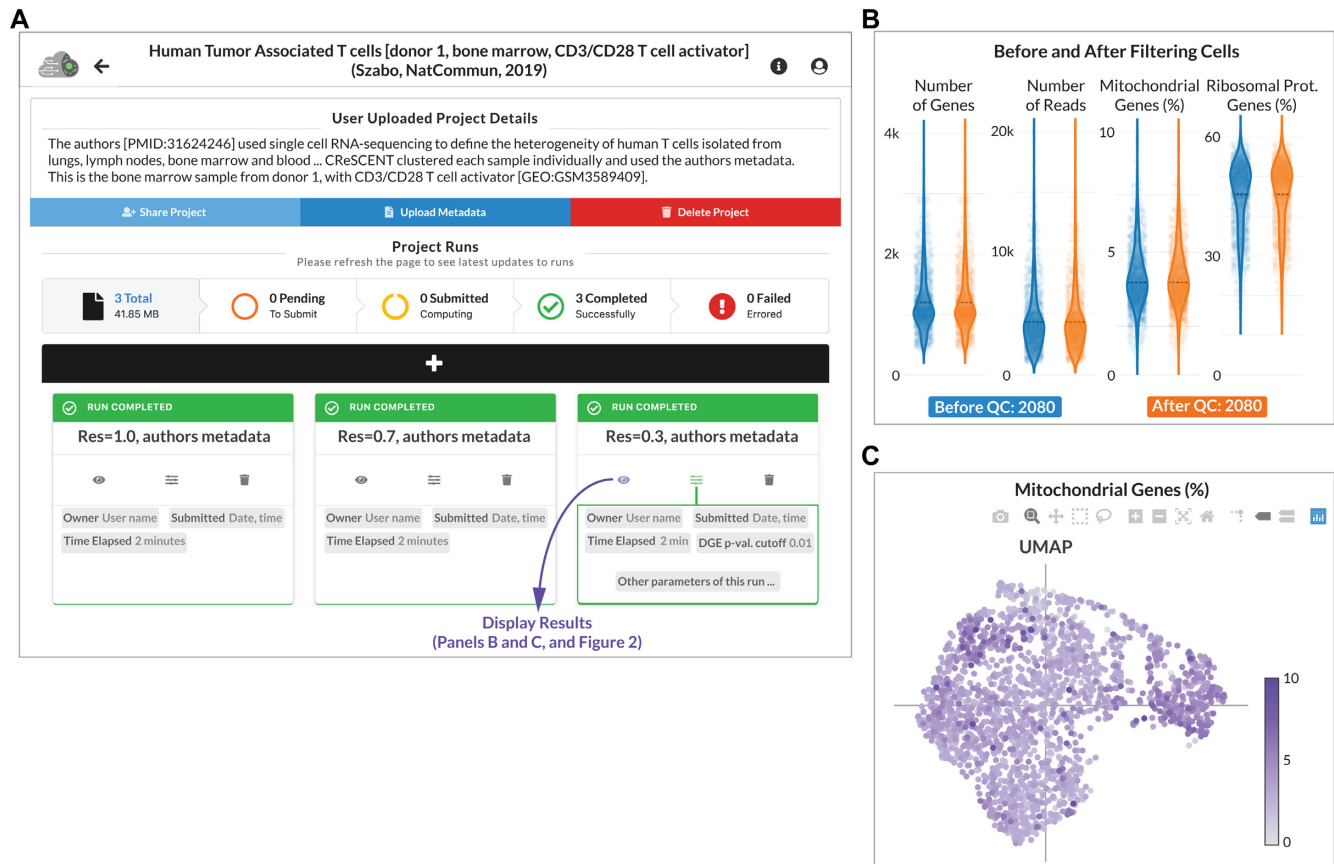 A
Human Tumor Associated T cells [donor 1, bone marrow, CD3/CD28 T cell activator]
(Szabo, NatCommun, 2019)
User Uploaded Project Details
The authors [PMID:31624246] used single cell RNA-sequencing to define the heterogeneity of human T cells isolated from
lungs, lymph nodes, bone marrow and blood ... CReSCENT clustered each sample individually and used the authors metadata.
This is the bone marrow sample from donor 1, with CD3/CD28 T cell activator [GEO:GSM3589409].
Share Project
Upload Metadata
Delete Project
Project Runs
Please refresh the page to see latest updates to runs
3 Total
41.85 MB
0 Pending
To Submit
0 Submitted
Computing
3 Completed
Successfully
0 Failed
Errored
RUN COMPLETED
Res=1.0, authors metadata
Owner User name
Submitted Date, time
Time Elapsed 2 minutes
RUN COMPLETED
Res=0.7, authors metadata
Owner User name
Submitted Date, time
Time Elapsed 2 minutes
RUN COMPLETED
Res=0.3, authors metadata
Owner User name
Submitted Date, time
Time Elapsed 2 min
DGE p-val. cutoff 0.01
Other parameters of this run ...
Display Results
(Panels B and C, and Figure 2)
B
Before and After Filtering Cells
Number
of Genes
Number
of Reads
Mitochondrial
Genes (%)
Ribosomal Prot.
Genes (%)
4k
2k
0
20k
10k
0
10
5
0
60
30
0
Before QC: 2080
After QC: 2080
C
Mitochondrial Genes (%)
UMAP
10
5
0